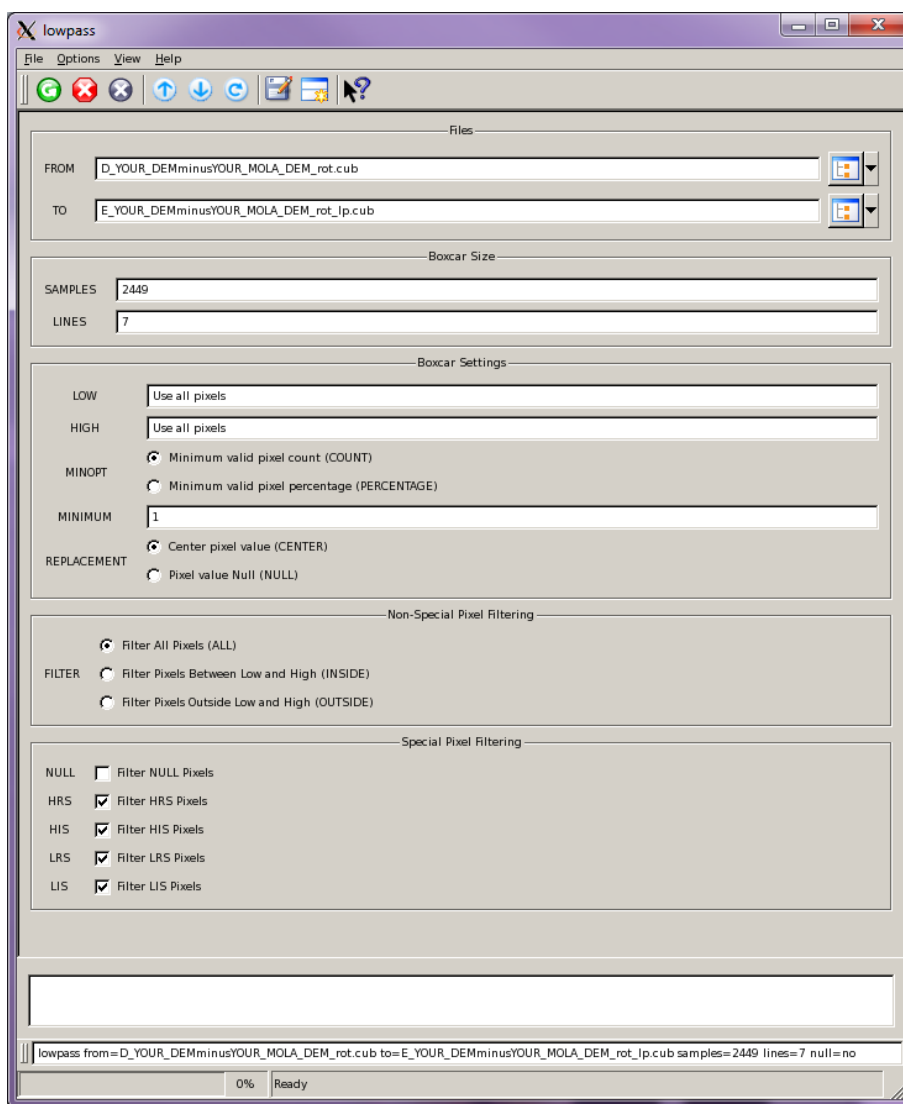 lowpass
File Options View Help
Files
FROM D_YOUR_DEMminusYOUR_MOLA_DEM_rot.cub
TO E_YOUR_DEMminusYOUR_MOLA_DEM_rot_lp.cub
Boxcar Size
SAMPLES 2449
LINES 7
Boxcar Settings
LOW Use all pixels
HIGH Use all pixels
MINOPT
Minimum valid pixel count (COUNT)
Minimum valid pixel percentage (PERCENTAGE)
MINIMUM 1
REPLACEMENT
Center pixel value (CENTER)
Pixel value Null (NULL)
Non-Special Pixel Filtering
Filter All Pixels (ALL)
FILTER Filter Pixels Between Low and High (INSIDE)
Filter Pixels Outside Low and High (OUTSIDE)
Special Pixel Filtering
NULL Filter NULL Pixels
HRS Filter HRS Pixels
HIS Filter HIS Pixels
LRS Filter LRS Pixels
LIS Filter LIS Pixels
lowpass from=D_YOUR_DEMminusYOUR_MOLA_DEM_rot.cub to=E_YOUR_DEMminusYOUR_MOLA_DEM_rot_lp.cub samples=2449 lines=7 null=no
0% Ready